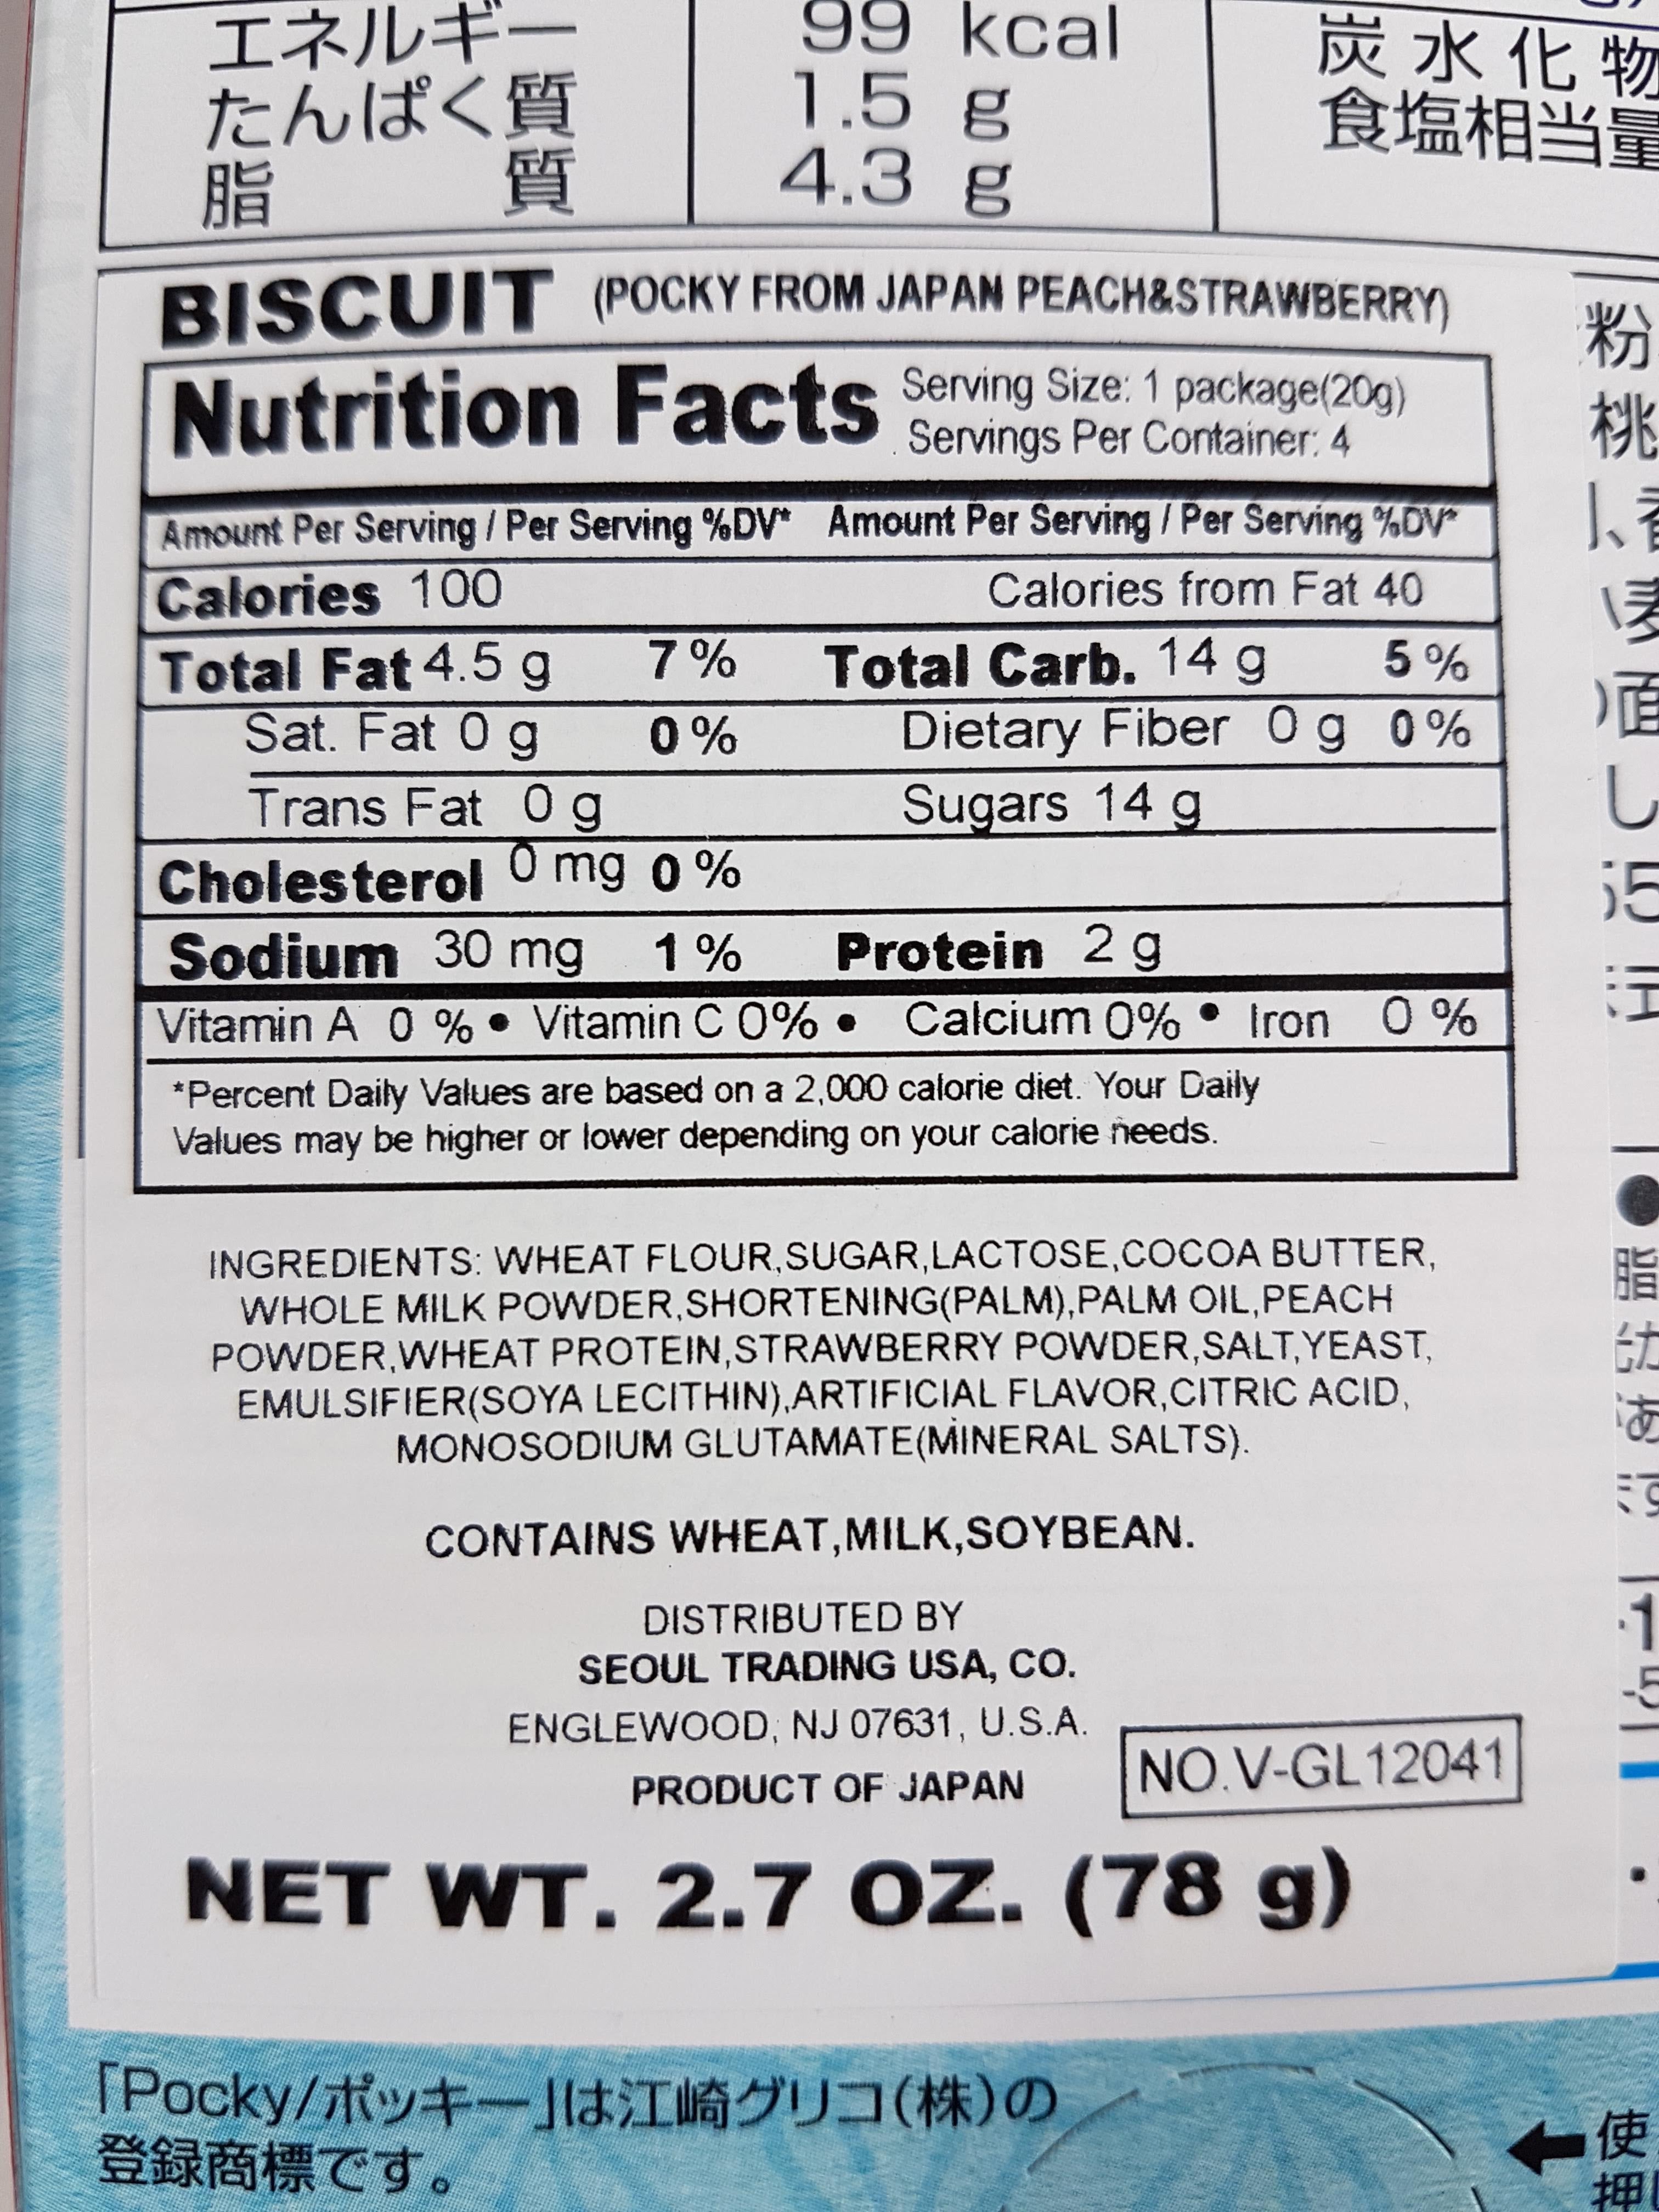 エネルギー 99 kcal 炭水化物
たんぱく質 1.5 g 食塩相当量
脂質 4.3 g
BISCUIT (POCKY FROM JAPAN PEACH&STRAWBERRY)
Nutrition Facts Serving Size: 1 package(20g)
Servings Per Container: 4
Amount Per Serving / Per Serving %DV* Amount Per Serving / Per Serving %DV*
Calories 100 Calories from Fat 40
Total Fat 4.5 g 7 % Total Carb. 14 g 5 %
Sat. Fat 0 g 0 % Dietary Fiber 0 g 0 %
Trans Fat 0 g Sugars 14 g
Cholesterol 0 mg 0 %
Sodium 30 mg 1 % Protein 2 g
Vitamin A 0 % • Vitamin C 0% • Calcium 0% • Iron 0 %
*Percent Daily Values are based on a 2,000 calorie diet. Your Daily
Values may be higher or lower depending on your calorie needs.
INGREDIENTS: WHEAT FLOUR,SUGAR,LACTOSE,COCOA BUTTER,
WHOLE MILK POWDER,SHORTENING(PALM),PALM OIL,PEACH
POWDER,WHEAT PROTEIN,STRAWBERRY POWDER,SALT,YEAST,
EMULSIFIER(SOYA LECITHIN),ARTIFICIAL FLAVOR,CITRIC ACID,
MONOSODIUM GLUTAMATE(MINERAL SALTS).
CONTAINS WHEAT,MILK,SOYBEAN.
DISTRIBUTED BY
SEOUL TRADING USA, CO.
ENGLEWOOD, NJ 07631, U.S.A.
PRODUCT OF JAPAN
NO.V-GL12041
NET WT. 2.7 OZ. (78 g)
「Pocky/ポッキー」は江崎グリコ(株)の
登録商標です。